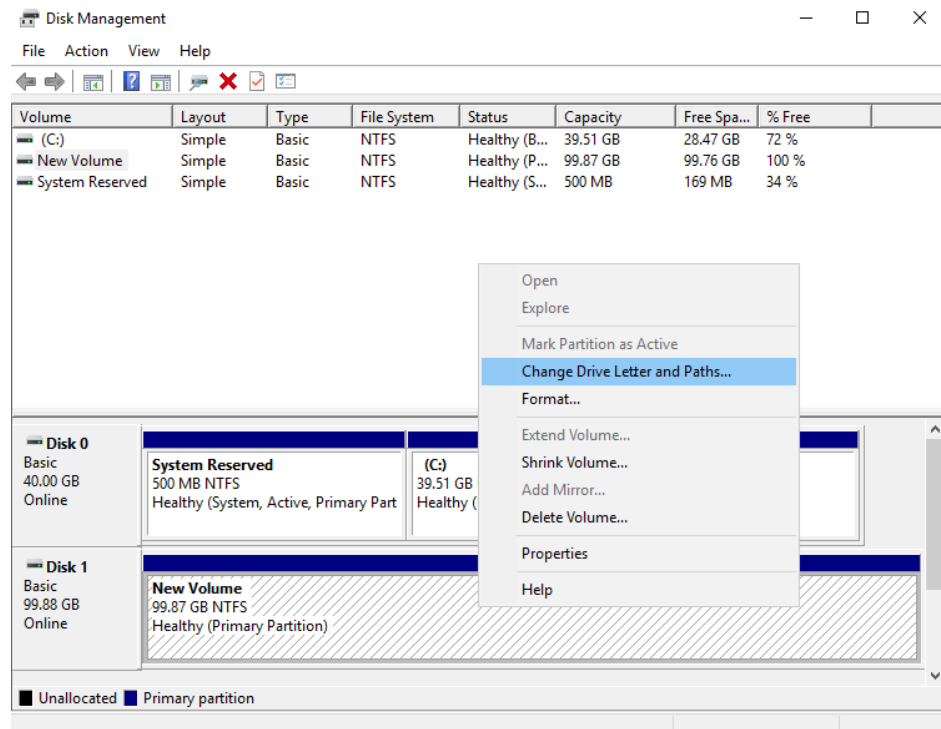 Disk Management
File Action View Help
Volume Layout Type File System Status Capacity Free Spa... % Free
(C:) Simple Basic NTFS Healthy (B... 39.51 GB 28.47 GB 72 %
New Volume Simple Basic NTFS Healthy (P... 99.87 GB 99.76 GB 100 %
System Reserved Simple Basic NTFS Healthy (S... 500 MB 169 MB 34 %
Open
Explore
Mark Partition as Active
Change Drive Letter and Paths...
Format...
Extend Volume...
Shrink Volume...
Add Mirror...
Delete Volume...
Properties
Help
Disk 0
Basic
40.00 GB
Online
System Reserved
500 MB NTFS
Healthy (System, Active, Primary Part
(C:)
39.51 GB
Healthy (
Disk 1
Basic
99.88 GB
Online
New Volume
99.87 GB NTFS
Healthy (Primary Partition)
Unallocated Primary partition